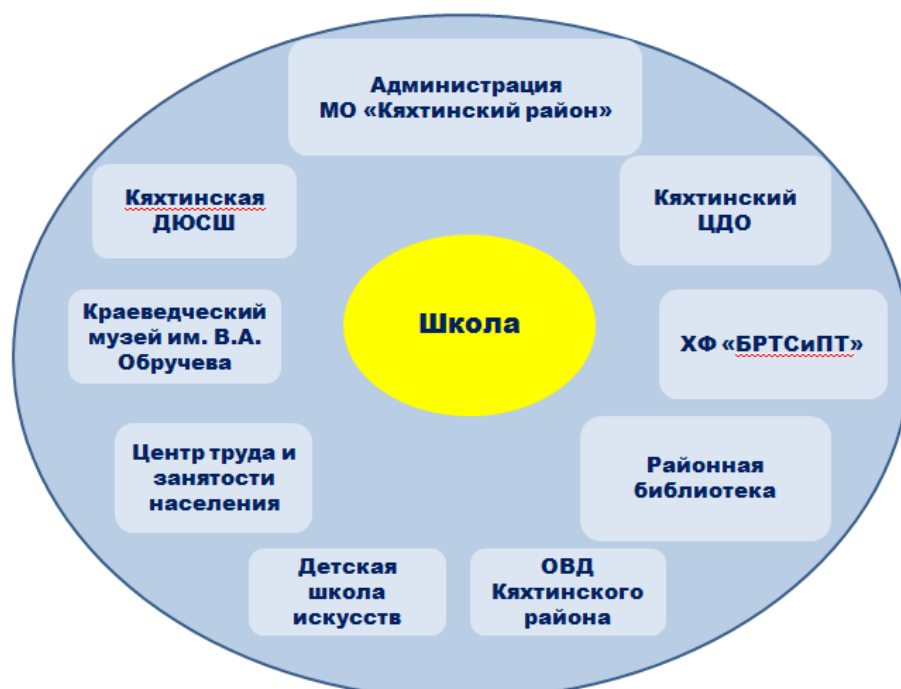 Администрация
МО «Кяхтинский район»
Кяхтинская
ДЮСШ
Кяхтинский
ЦДО
Краеведческий
музей им. В.А.
Обручева
Школа
ХФ «БРТСиПТ»
Центр труда и
занятости
населения
Районная
библиотека
Детская
школа
искусств
ОВД
Кяхтинского
района